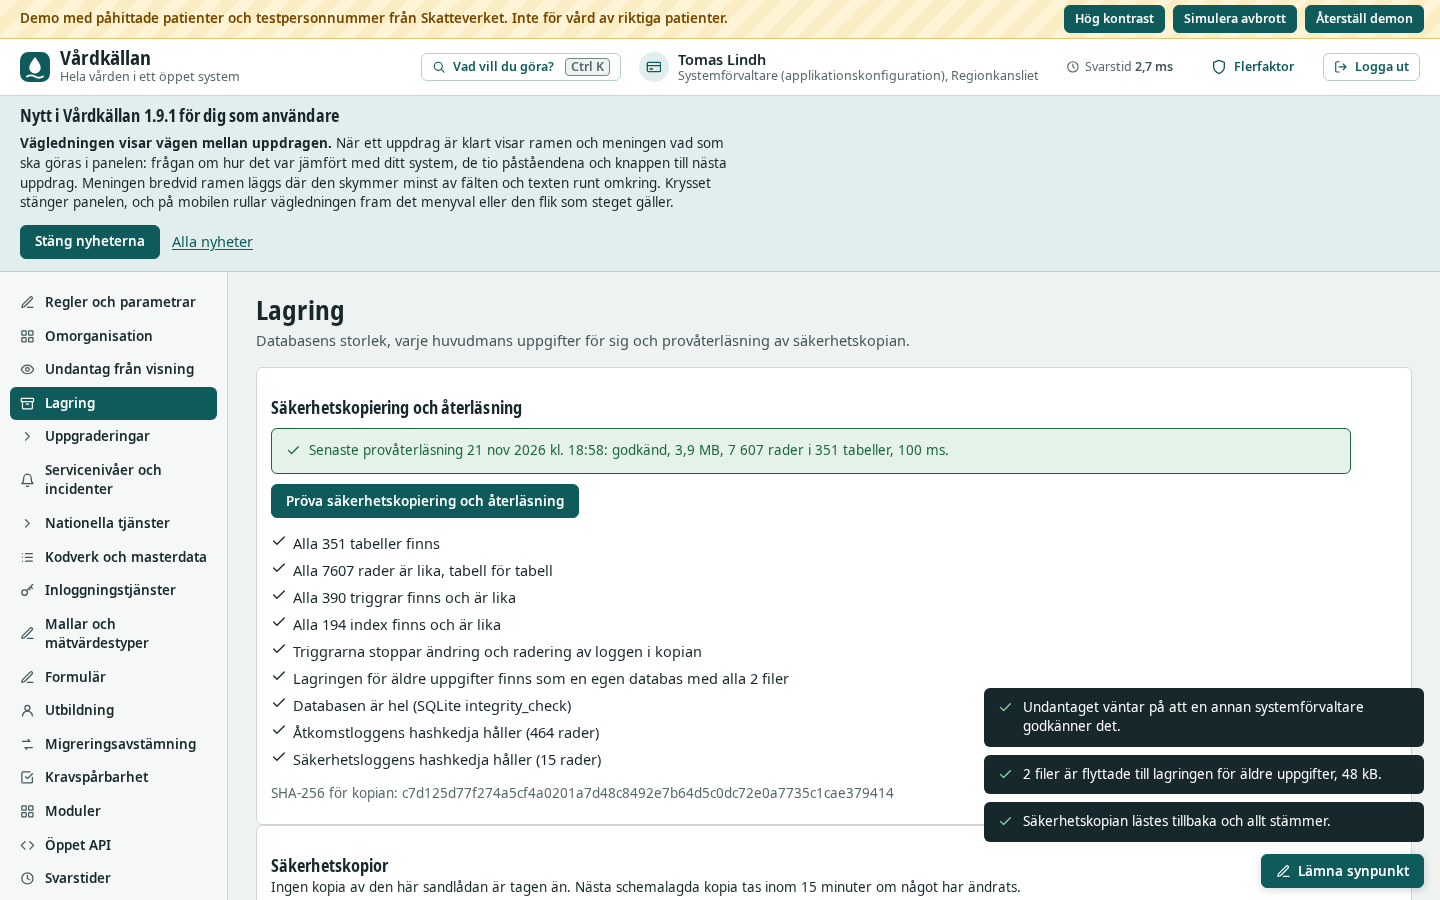 Demo med påhittade patienter och testpersonnummer från Skatteverket. Inte för vård av riktiga patienter.
Hög kontrast
Simulera avbrott
Återställ demon
Vårdkällan
Hela vården i ett öppet system
Vad vill du göra? Ctrl K
Tomas Lindh
Systemförvaltare (applikationskonfiguration), Regionkansliet
Svarstid 2,7 ms
Flerfaktor
Logga ut
Nytt i Vårdkällan 1.9.1 för dig som användare
Vägledningen visar vägen mellan uppdragen. När ett uppdrag är klart visar ramen och meningen vad som
ska göras i panelen: frågan om hur det var jämfört med ditt system, de tio påståendena och knappen till nästa
uppdrag. Meningen bredvid ramen läggs där den skymmer minst av fälten och texten runt omkring. Krysset
stänger panelen, och på mobilen rullar vägledningen fram det menyval eller den flik som steget gäller.
Stäng nyheterna
Alla nyheter
Regler och parametrar
Omorganisation
Undantag från visning
Lagring
Uppgraderingar
Servicenivåer och
incidenter
Nationella tjänster
Kodverk och masterdata
Inloggningstjänster
Mallar och
mätvärdestyper
Formulär
Utbildning
Migreringsavstämning
Kravspårbarhet
Moduler
Öppet API
Svarstider
Lagring
Databasens storlek, varje huvudmans uppgifter för sig och provåterläsning av säkerhetskopian.
Säkerhetskopiering och återläsning
Senaste provåterläsning 21 nov 2026 kl. 18:58: godkänd, 3,9 MB, 7 607 rader i 351 tabeller, 100 ms.
Pröva säkerhetskopiering och återläsning
Alla 351 tabeller finns
Alla 7607 rader är lika, tabell för tabell
Alla 390 triggrar finns och är lika
Alla 194 index finns och är lika
Triggrarna stoppar ändring och radering av loggen i kopian
Lagringen för äldre uppgifter finns som en egen databas med alla 2 filer
Databasen är hel (SQLite integrity_check)
Åtkomstloggens hashkedja håller (464 rader)
Säkerhetsloggens hashkedja håller (15 rader)
SHA-256 för kopian: c7d125d77f274a5cf4a0201a7d48c8492e7b64d5c0dc72e0a7735c1cae379414
Säkerhetskopior
Ingen kopia av den här sandlådan är tagen än. Nästa schemalagda kopia tas inom 15 minuter om något har ändrats.
Undantaget väntar på att en annan systemförvaltare
godkänner det.
2 filer är flyttade till lagringen för äldre uppgifter, 48 kB.
Säkerhetskopian lästes tillbaka och allt stämmer.
Lämna synpunkt